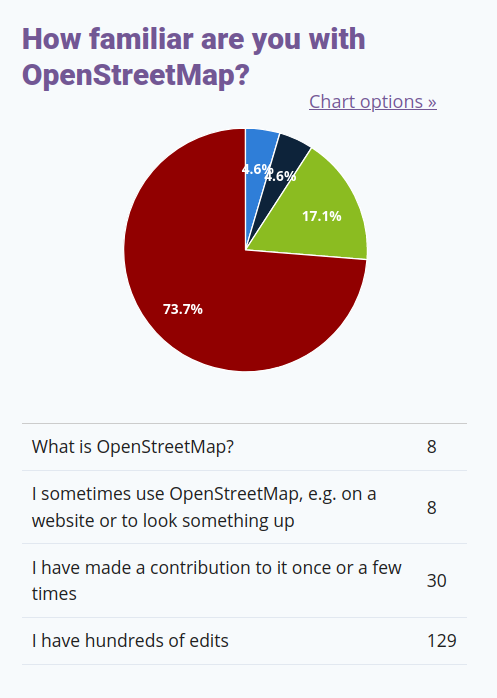 How familiar are you with
OpenStreetMap?
Chart options »
4.6%
4.6%
17.1%
73.7%
What is OpenStreetMap?
8
I sometimes use OpenStreetMap, e.g. on a
website or to look something up
8
I have made a contribution to it once or a few
times
30
I have hundreds of edits
129